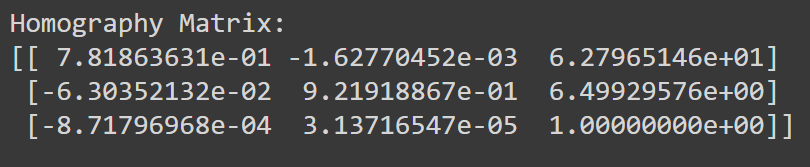 Homography Matrix:
[[ 7.81863631e-01 -1.62770452e-03  6.27965146e+01]
 [-6.30352132e-02  9.21918867e-01  6.49929576e+00]
 [-8.71796968e-04  3.13716547e-05  1.00000000e+00]]